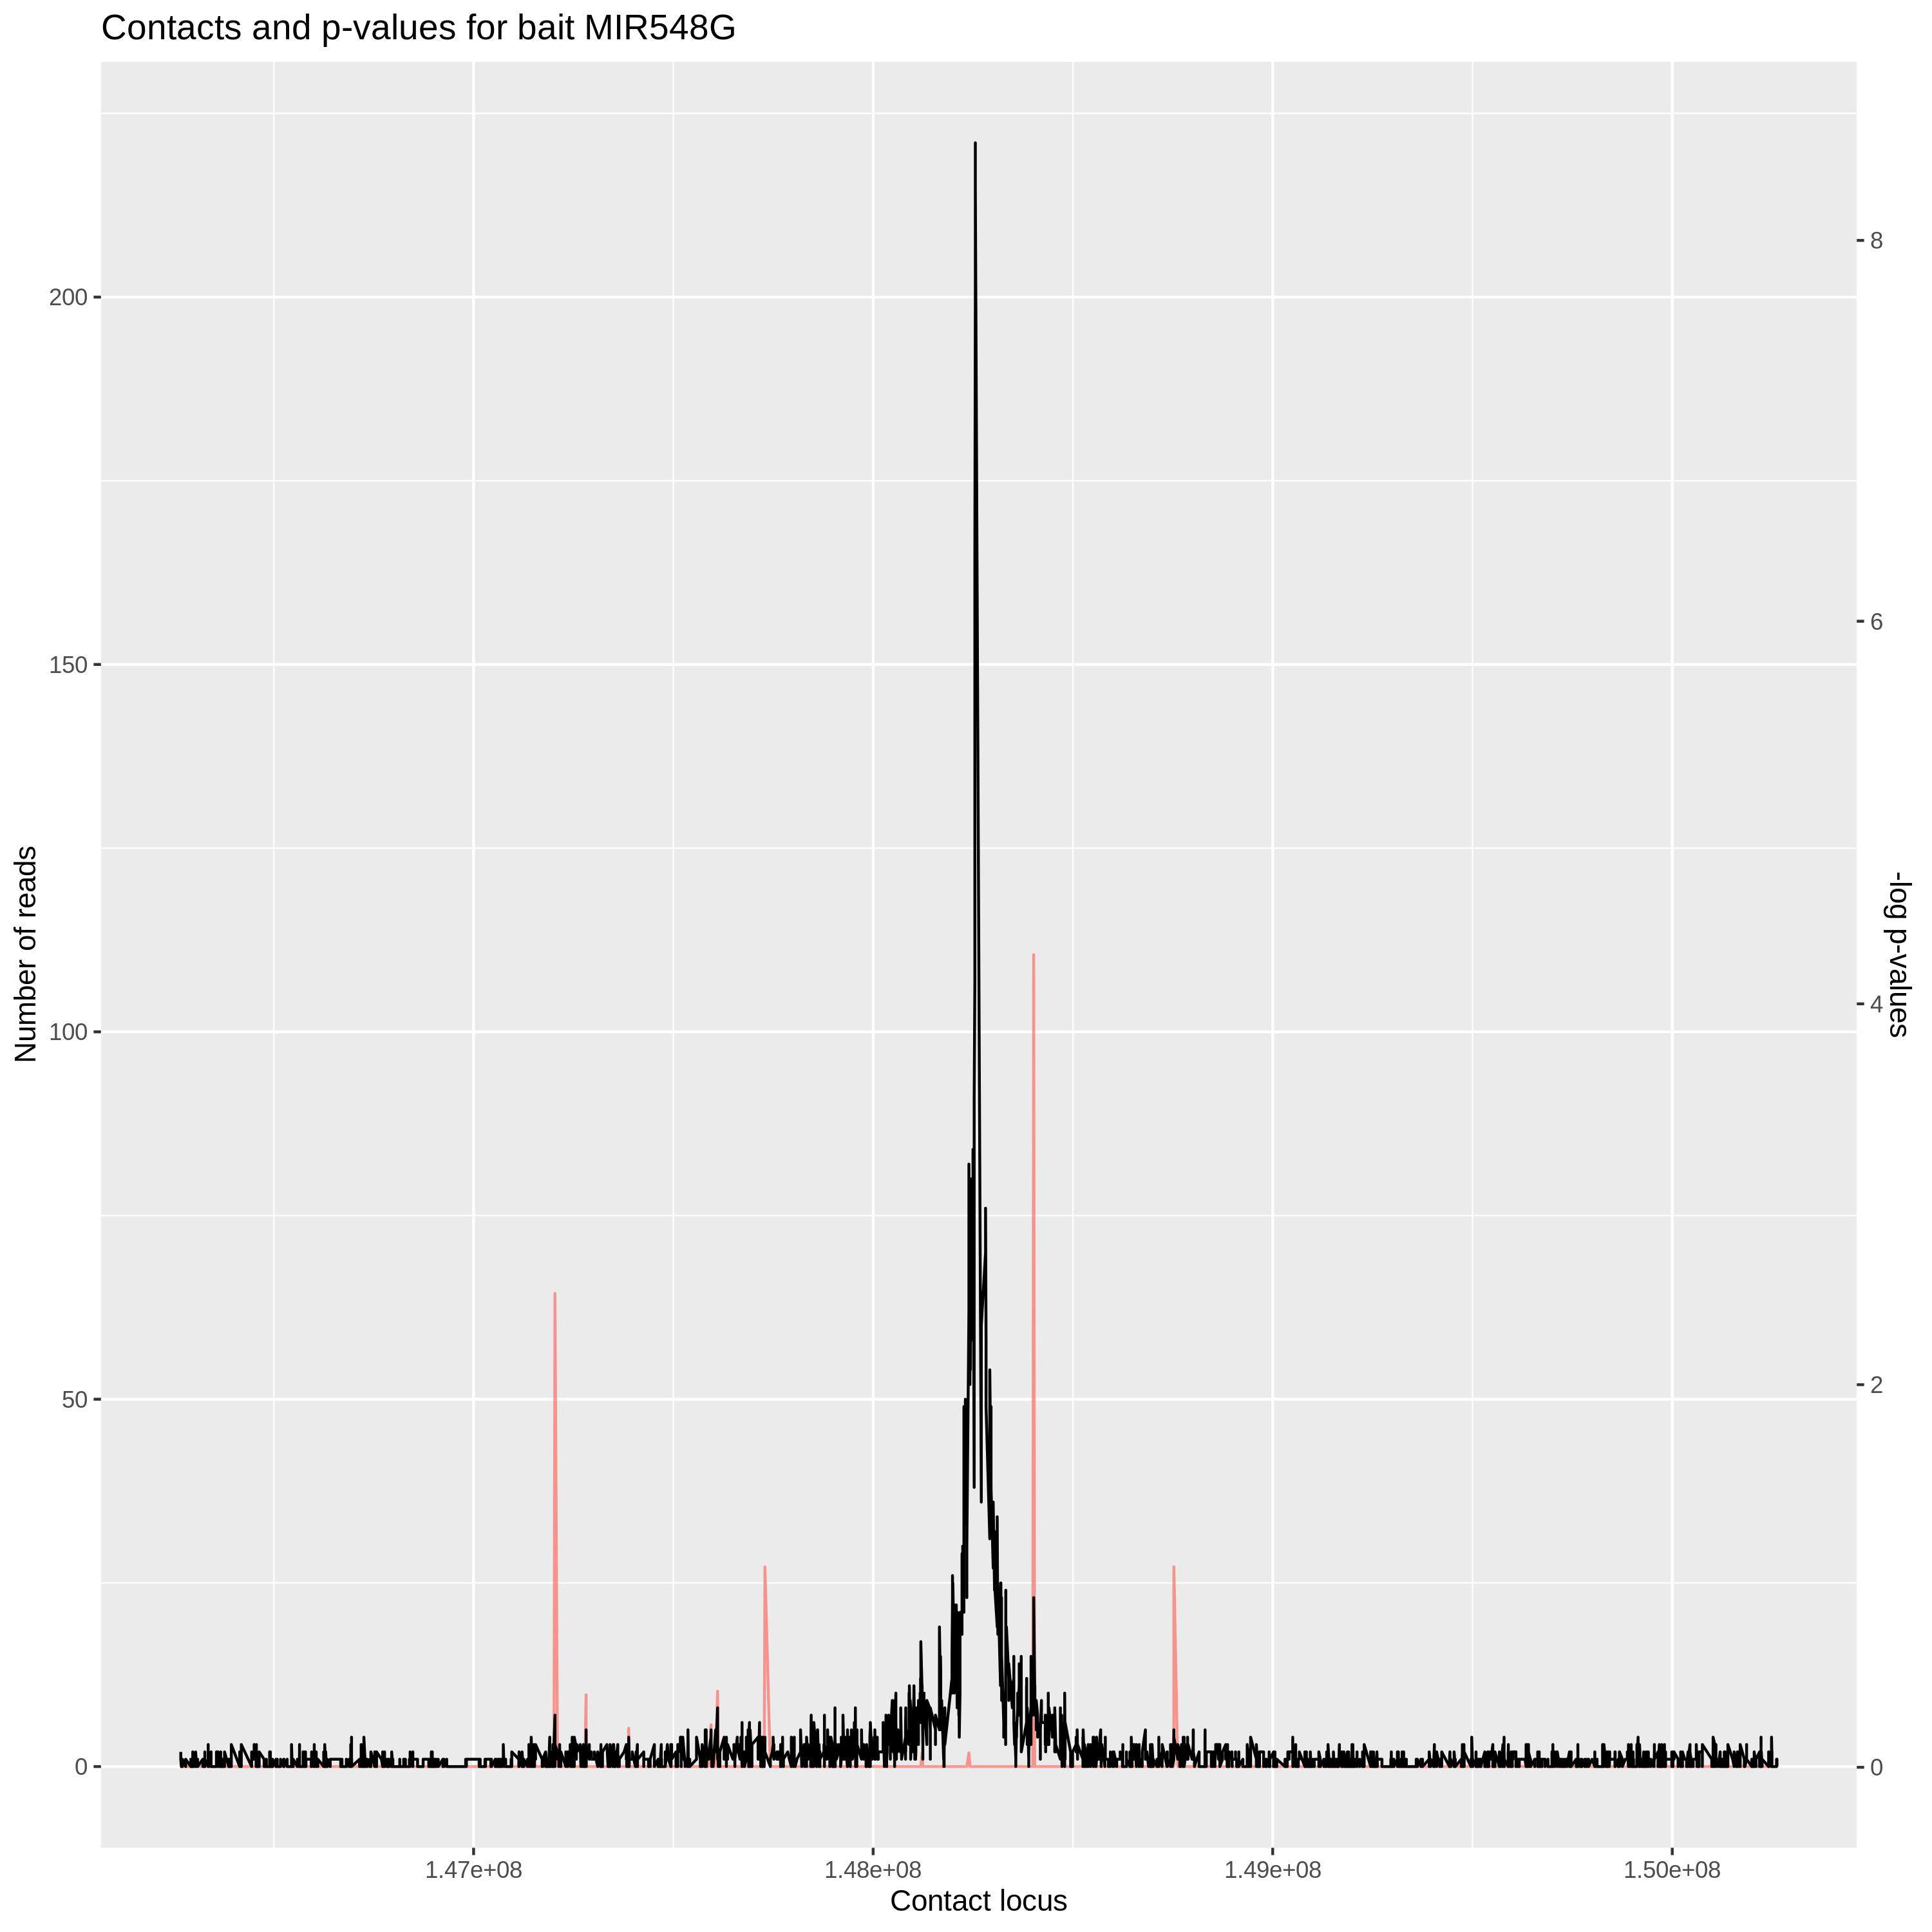 Contacts and p-values for bait MIR548G
Number of reads
200
150
100
50
0
8
6
4
2
0
-log p-values
1.47e+08
1.48e+08
1.49e+08
1.50e+08
Contact locus